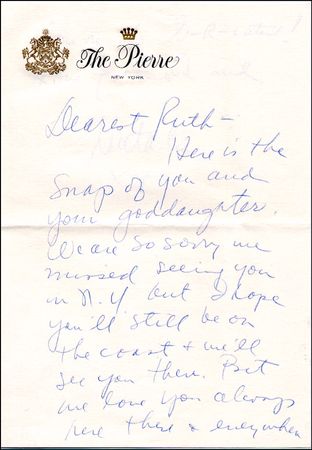 The Pierre
NEW YORK
Dearest Ruth –
Here is the
snap of you and
your goddaughter.
We are so sorry we
missed seeing you
in N.Y. but I hope
you'll still be on
the coast & we'll
see you then. But
we love you always
here there & everywhere